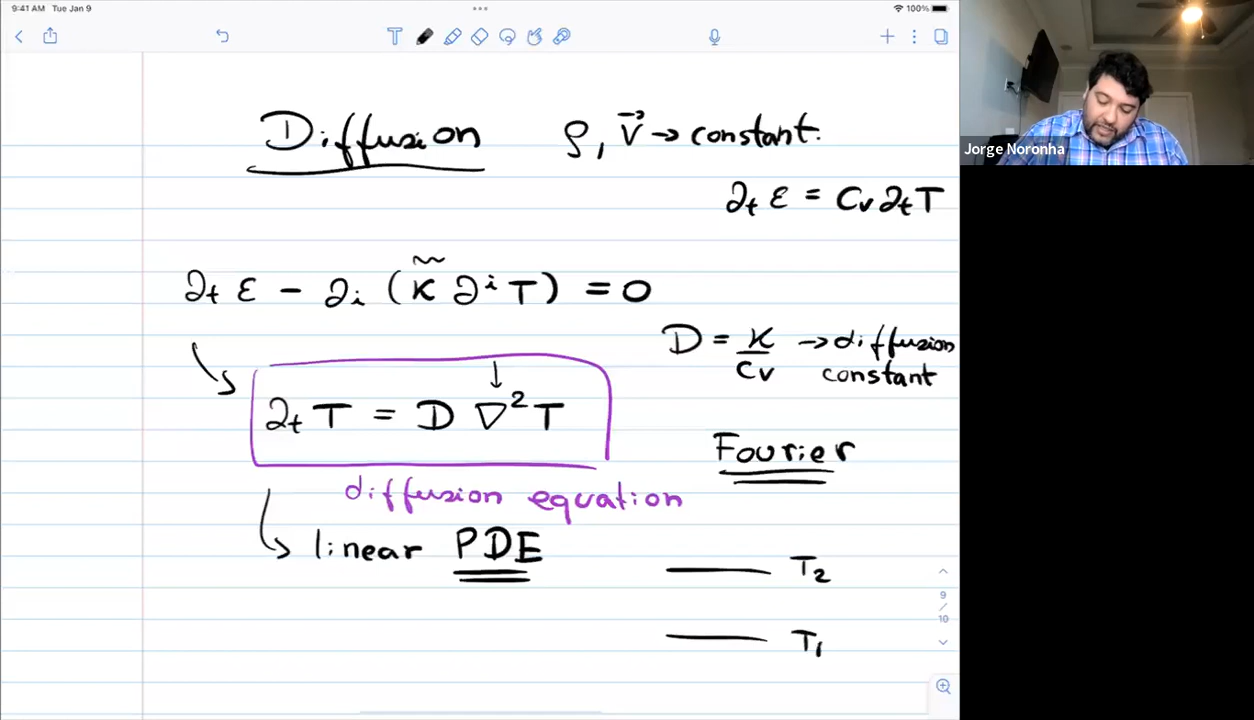 9:41 AM Tue Jan 9
100%
Diffusion ρ, v⃗ → constant.
∂t ε = Cv ∂t T
∂t ε - ∂i (κ ∂^i T) = 0
D = κ/Cv → diffusion
constant
∂t T = D ∇² T
Fourier
diffusion equation
↳ linear PDE
T2
T1
9
/
10
Jorge Noronha